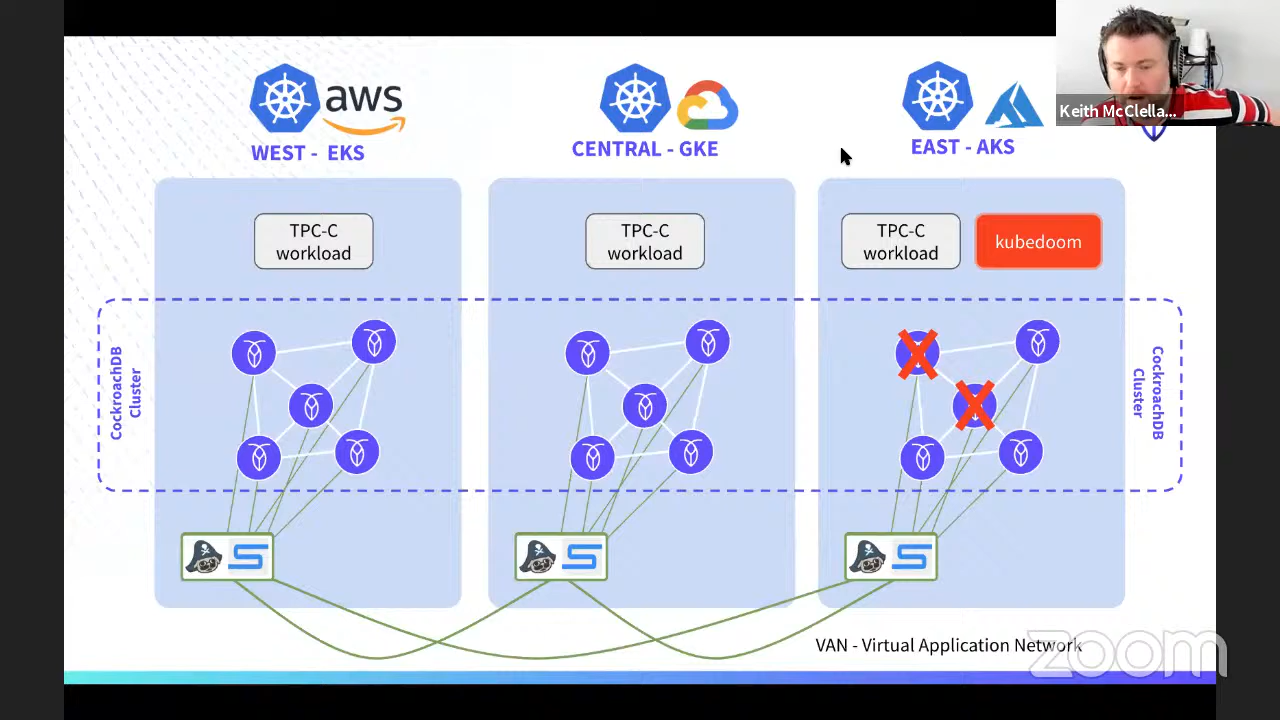 aws
WEST - EKS
CENTRAL - GKE
EAST - AKS
Keith McClella...
TPC-C
workload
TPC-C
workload
TPC-C
workload
kubedoom
CockroachDB
Cluster
CockroachDB
Cluster
VAN - Virtual Application Network
zoom